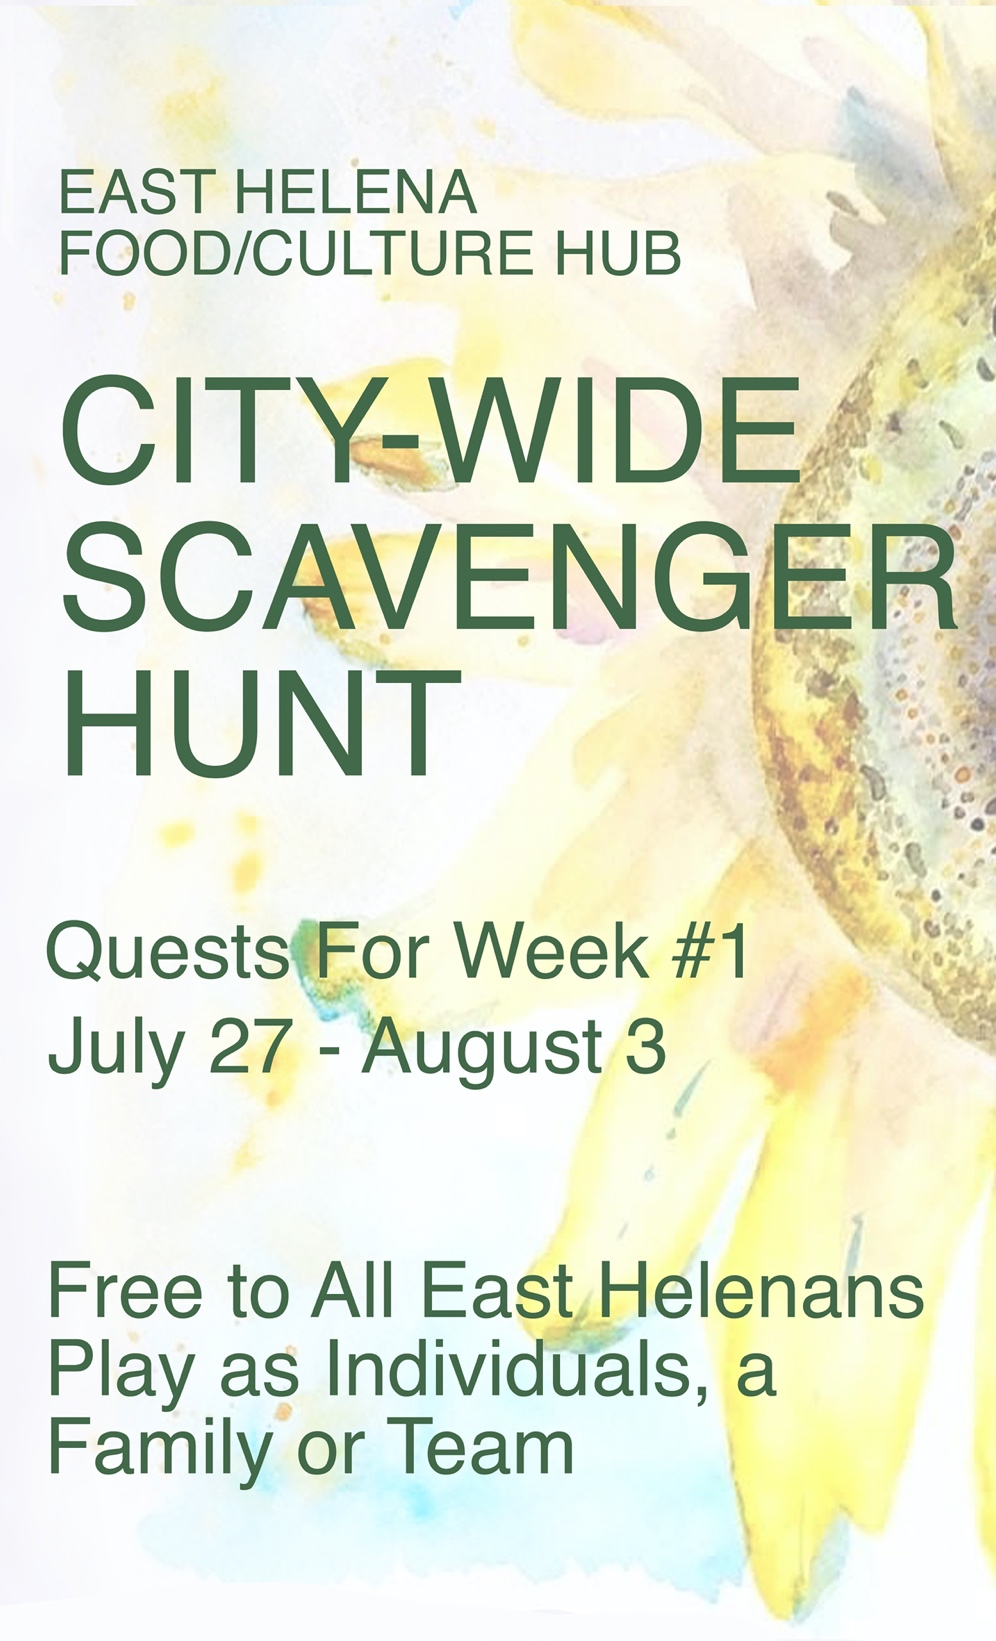 EAST HELENA
FOOD/CULTURE HUB
CITY-WIDE
SCAVENGER
HUNT
Quests For Week #1
July 27 - August 3
Free to All East Helenans
Play as Individuals, a
Family or Team